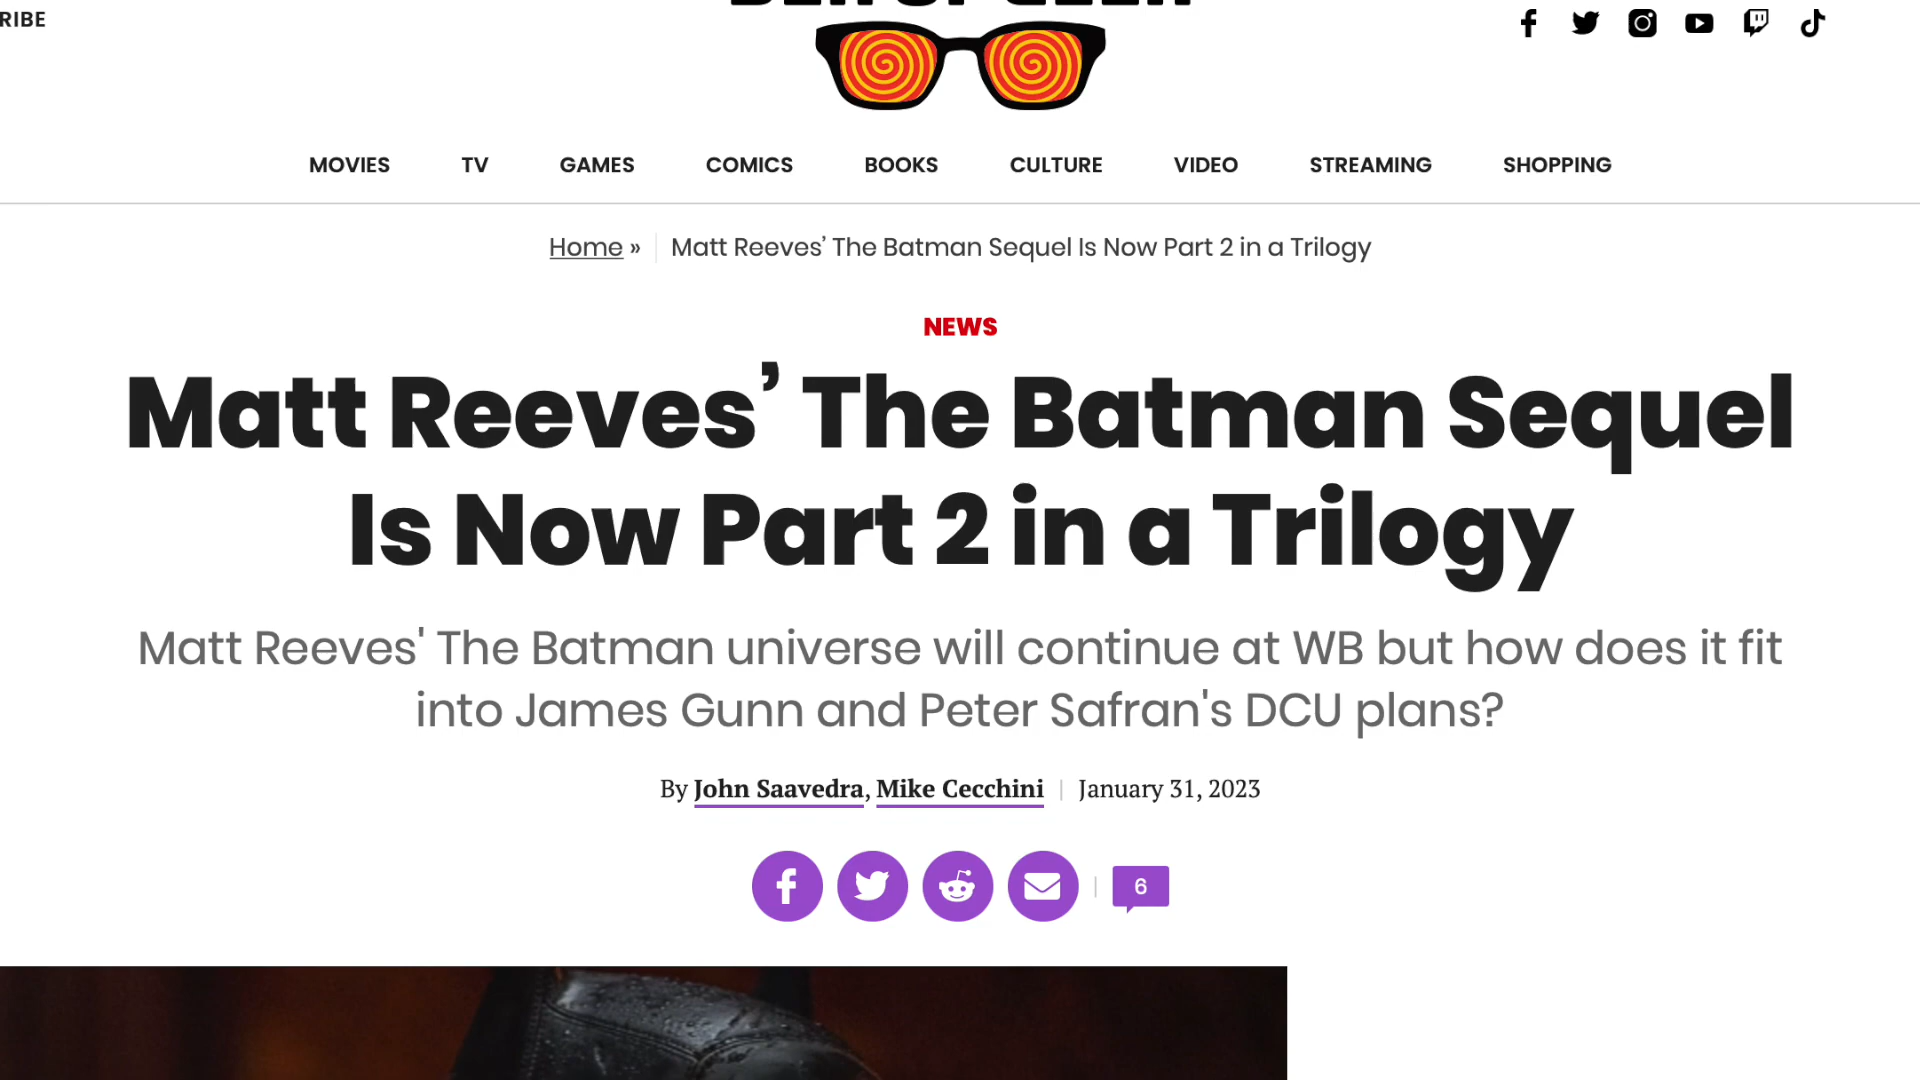 RIBE
MOVIES TV GAMES COMICS BOOKS CULTURE VIDEO STREAMING SHOPPING
Home » Matt Reeves’ The Batman Sequel Is Now Part 2 in a Trilogy
NEWS
Matt Reeves’ The Batman Sequel
Is Now Part 2 in a Trilogy
Matt Reeves' The Batman universe will continue at WB but how does it fit
into James Gunn and Peter Safran's DCU plans?
By John Saavedra, Mike Cecchini | January 31, 2023
6